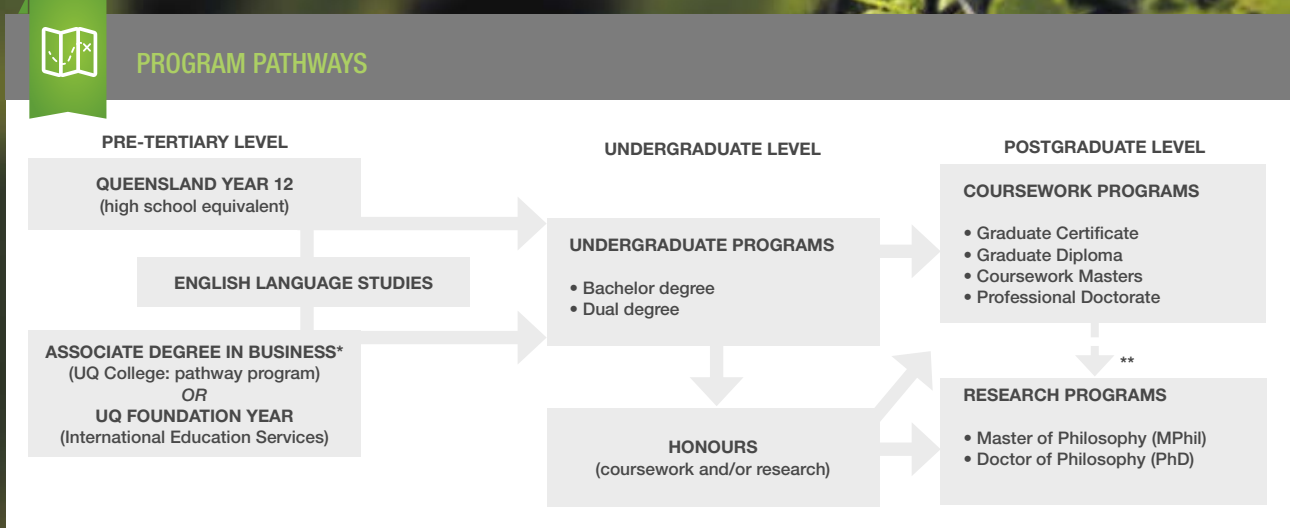 PROGRAM PATHWAYS
PRE-TERTIARY LEVEL
QUEENSLAND YEAR 12
(high school equivalent)
ENGLISH LANGUAGE STUDIES
ASSOCIATE DEGREE IN BUSINESS*
(UQ College: pathway program)
OR
UQ FOUNDATION YEAR
(International Education Services)
UNDERGRADUATE LEVEL
UNDERGRADUATE PROGRAMS
• Bachelor degree
• Dual degree
HONOURS
(coursework and/or research)
POSTGRADUATE LEVEL
COURSEWORK PROGRAMS
• Graduate Certificate
• Graduate Diploma
• Coursework Masters
• Professional Doctorate
**
RESEARCH PROGRAMS
• Master of Philosophy (MPhil)
• Doctor of Philosophy (PhD)